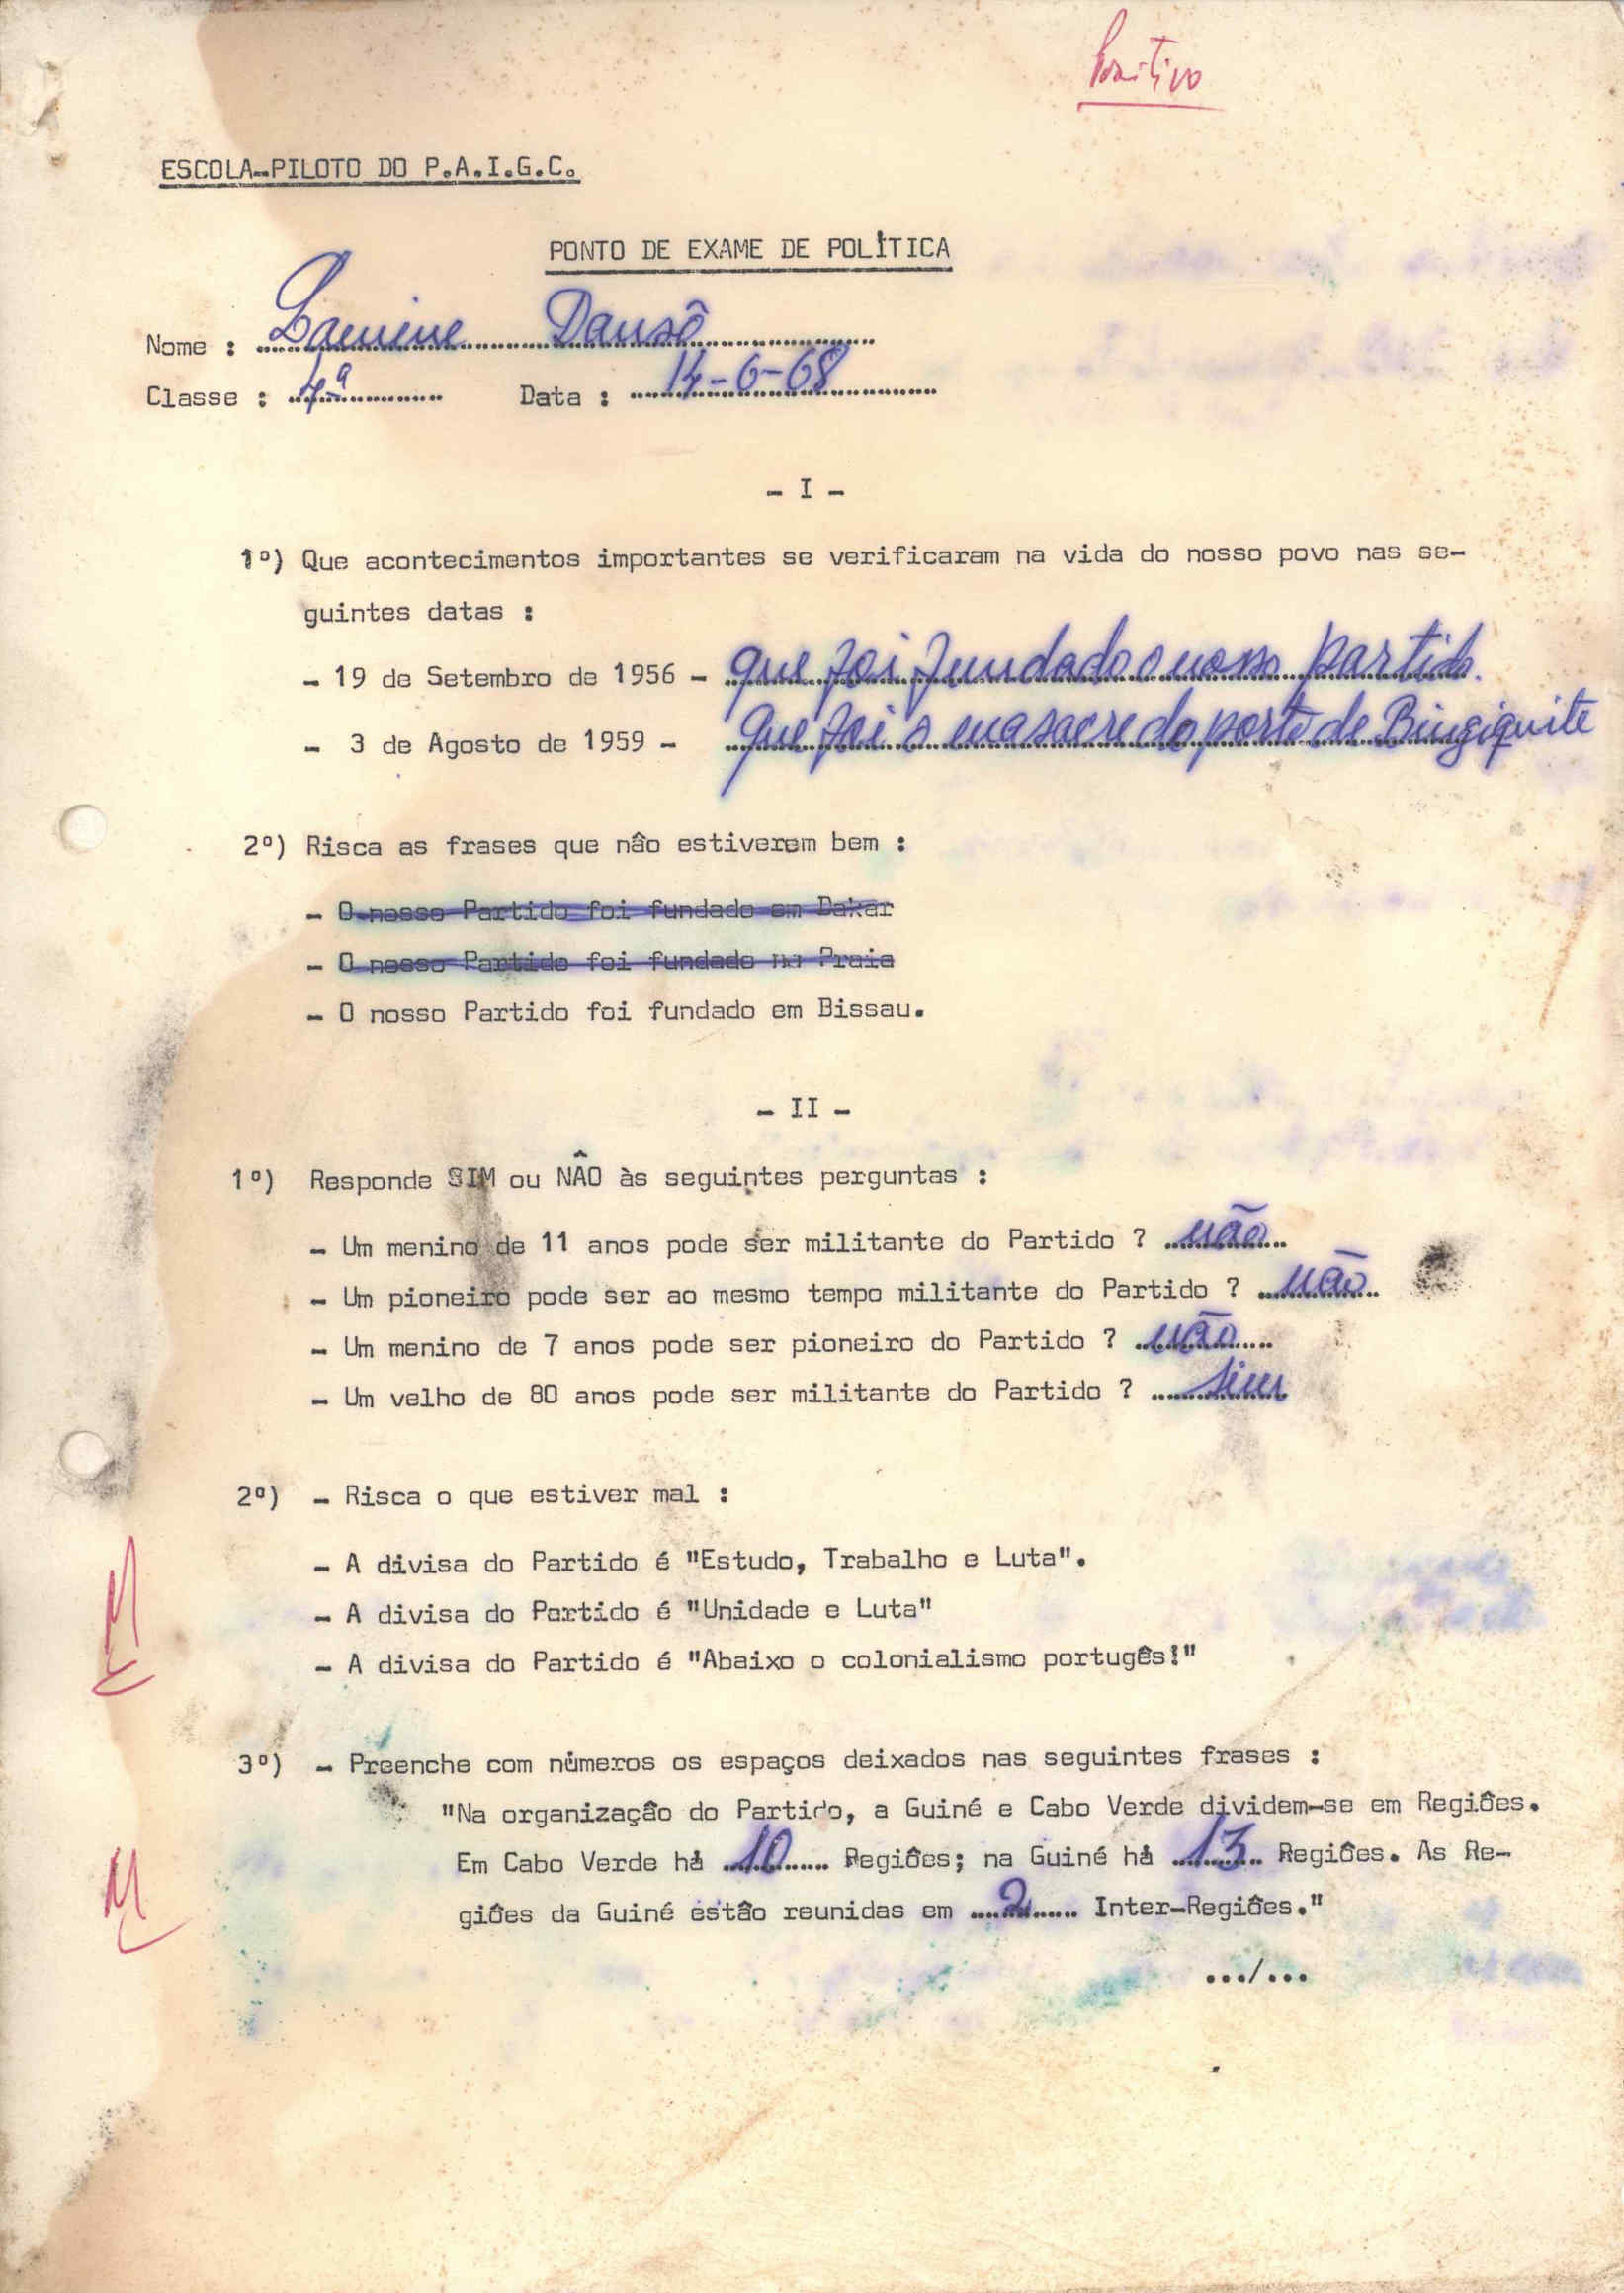 Positivo
ESCOLA-PILOTO DO P.A.I.G.C.
PONTO DE EXAME DE POLÍTICA
Nome : Lamine Dansô
Classe : 4ª Data : 14-6-68
- I -
1º) Que acontecimentos importantes se verificaram na vida do nosso povo nas se-
guintes datas :
- 19 de Setembro de 1956 - que foi fundado o nosso partido.
- 3 de Agosto de 1959 - que foi o masacre do porto de Bingiquite
2º) Risca as frases que não estiverem bem :
- O nosso Partido foi fundado em Dakar
- O nosso Partido foi fundado na Praia
- O nosso Partido foi fundado em Bissau.
- II -
1º) Responde SIM ou NÂO às seguintes perguntas :
- Um menino de 11 anos pode ser militante do Partido ? não
- Um pioneiro pode ser ao mesmo tempo militante do Partido ? não
- Um menino de 7 anos pode ser pioneiro do Partido ? não
- Um velho de 80 anos pode ser militante do Partido ? sim
2º) - Risca o que estiver mal :
- A divisa do Partido é "Estudo, Trabalho e Luta".
- A divisa do Partido é "Unidade e Luta"
- A divisa do Partido é "Abaixo o colonialismo portugês!"
M
3º) - Preenche com números os espaços deixados nas seguintes frases :
"Na organização do Partido, a Guiné e Cabo Verde dividem-se em Regiões.
Em Cabo Verde há 10 Regiões; na Guiné há 13 Regiões. As Re-
M
giões da Guiné estão reunidas em 2 Inter-Regiões."
.../...